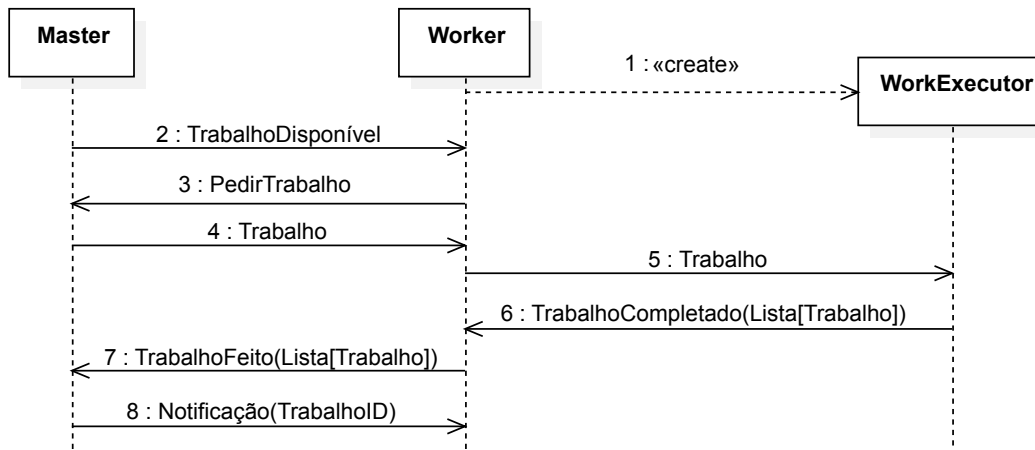 Master
Worker
1 : «create»
WorkExecutor
2 : TrabalhoDisponível
3 : PedirTrabalho
4 : Trabalho
5 : Trabalho
6 : TrabalhoCompletado(Lista[Trabalho])
7 : TrabalhoFeito(Lista[Trabalho])
8 : Notificação(TrabalhoID)